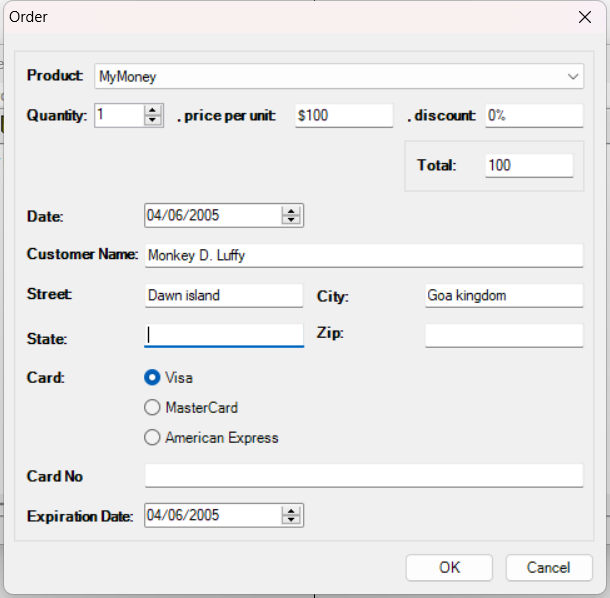 Order
Product: MyMoney
Quantity: 1 , price per unit: $100 , discount: 0%
Total: 100
Date: 04/06/2005
Customer Name: Monkey D. Luffy
Street: Dawn island City: Goa kingdom
State: Zip:
Card: Visa
MasterCard
American Express
Card No
Expiration Date: 04/06/2005
OK Cancel